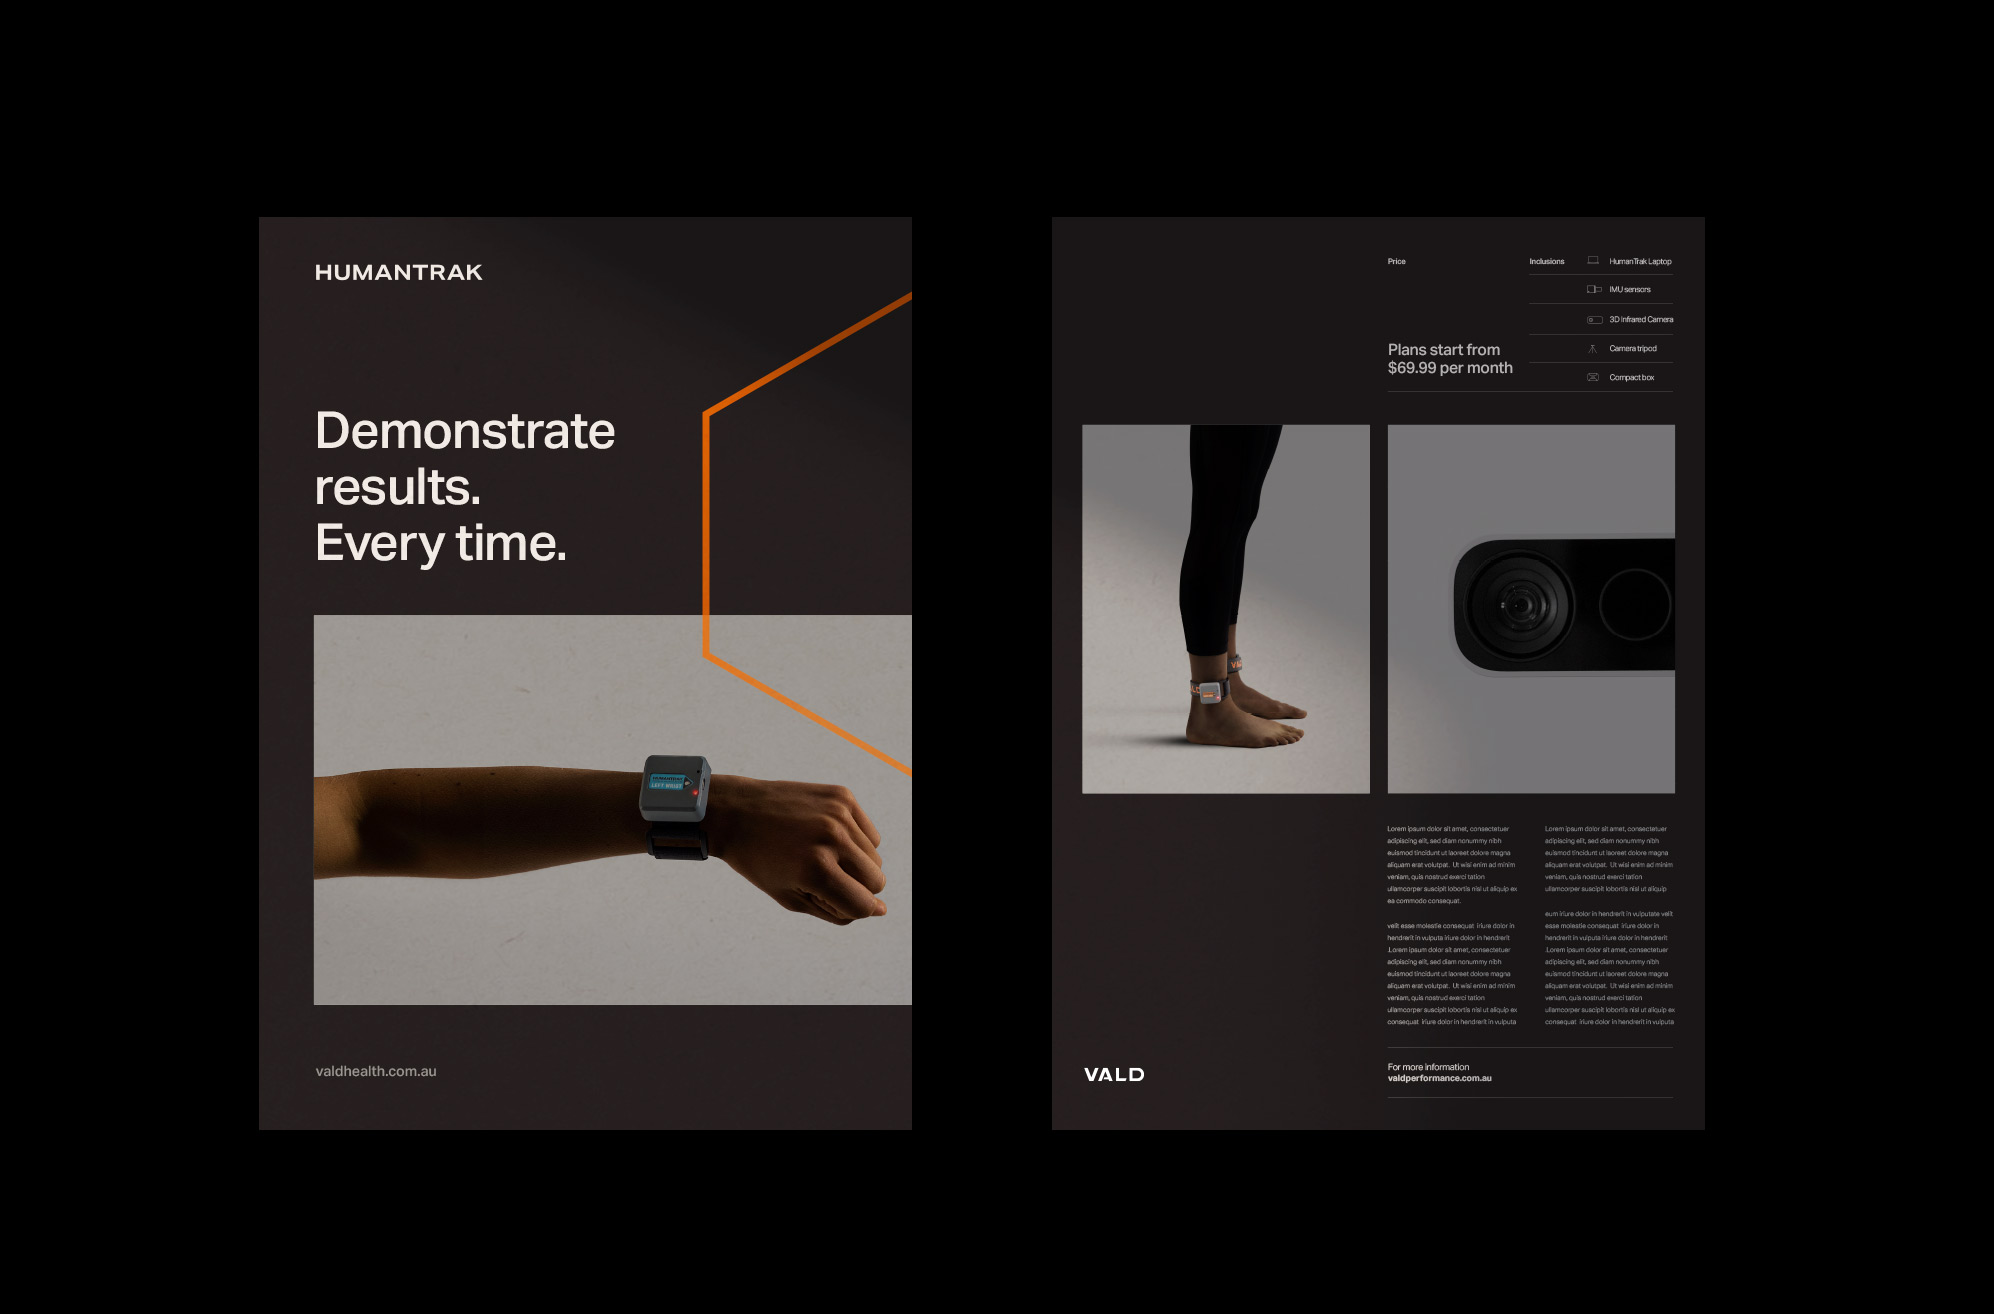 HUMANTRAK
Demonstrate
results.
Every time.
HUMANTRAK
LEFT WRIST
valdhealth.com.au
Price
Inclusions
HumanTrak Laptop
IMU sensors
3D Infrared Camera
Camera tripod
Compact box
Plans start from
$69.99 per month
Lorem ipsum dolor sit amet, consectetuer
adipiscing elit, sed diam nonummy nibh
euismod tincidunt ut laoreet dolore magna
aliquam erat volutpat. Ut wisi enim ad minim
veniam, quis nostrud exerci tation
ullamcorper suscipit lobortis nisl ut aliquip ex
ea commodo consequat.
velit esse molestie consequat iriure dolor in
hendrerit in vulputa iriure dolor in hendrerit
.Lorem ipsum dolor sit amet, consectetuer
adipiscing elit, sed diam nonummy nibh
euismod tincidunt ut laoreet dolore magna
aliquam erat volutpat. Ut wisi enim ad minim
veniam, quis nostrud exerci tation
ullamcorper suscipit lobortis nisl ut aliquip ex
consequat iriure dolor in hendrerit in vulputa
Lorem ipsum dolor sit amet, consectetuer
adipiscing elit, sed diam nonummy nibh
euismod tincidunt ut laoreet dolore magna
aliquam erat volutpat. Ut wisi enim ad minim
veniam, quis nostrud exerci tation
ullamcorper suscipit lobortis nisl ut aliquip
eum iriure dolor in hendrerit in vulputate velit
esse molestie consequat iriure dolor in
hendrerit in vulputa iriure dolor in hendrerit
.Lorem ipsum dolor sit amet, consectetuer
adipiscing elit, sed diam nonummy nibh
euismod tincidunt ut laoreet dolore magna
aliquam erat volutpat. Ut wisi enim ad minim
veniam, quis nostrud exerci tation
ullamcorper suscipit lobortis nisl ut aliquip ex
consequat iriure dolor in hendrerit in vulputa
VALD
For more information
valdperformance.com.au